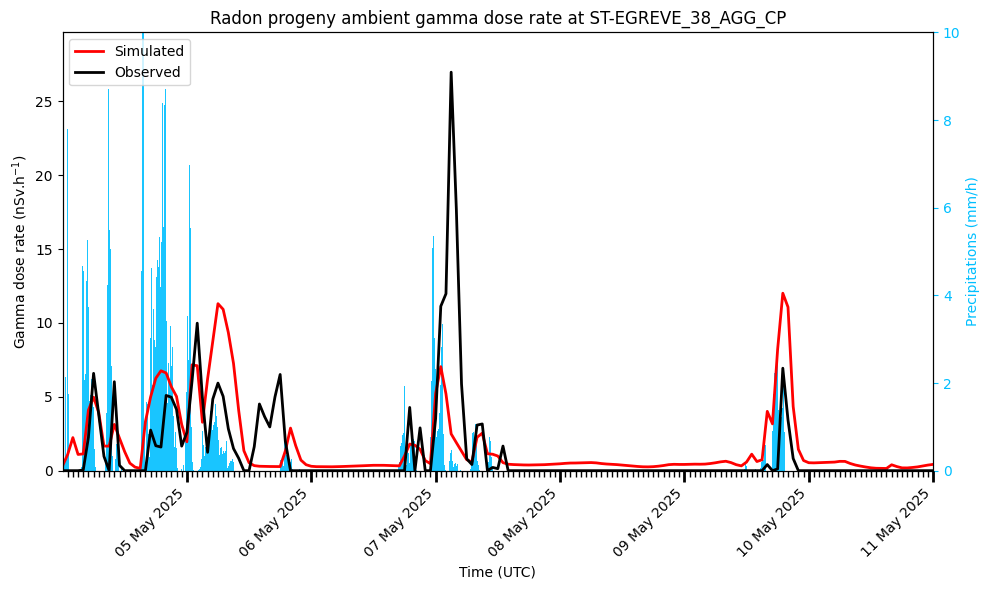 Radon progeny ambient gamma dose rate at ST-EGREVE_38_AGG_CP
Simulated
Observed
Gamma dose rate (nSv.h⁻¹)
0
5
10
15
20
25
Precipitations (mm/h)
0
2
4
6
8
10
05 May 2025
06 May 2025
07 May 2025
08 May 2025
09 May 2025
10 May 2025
11 May 2025
Time (UTC)